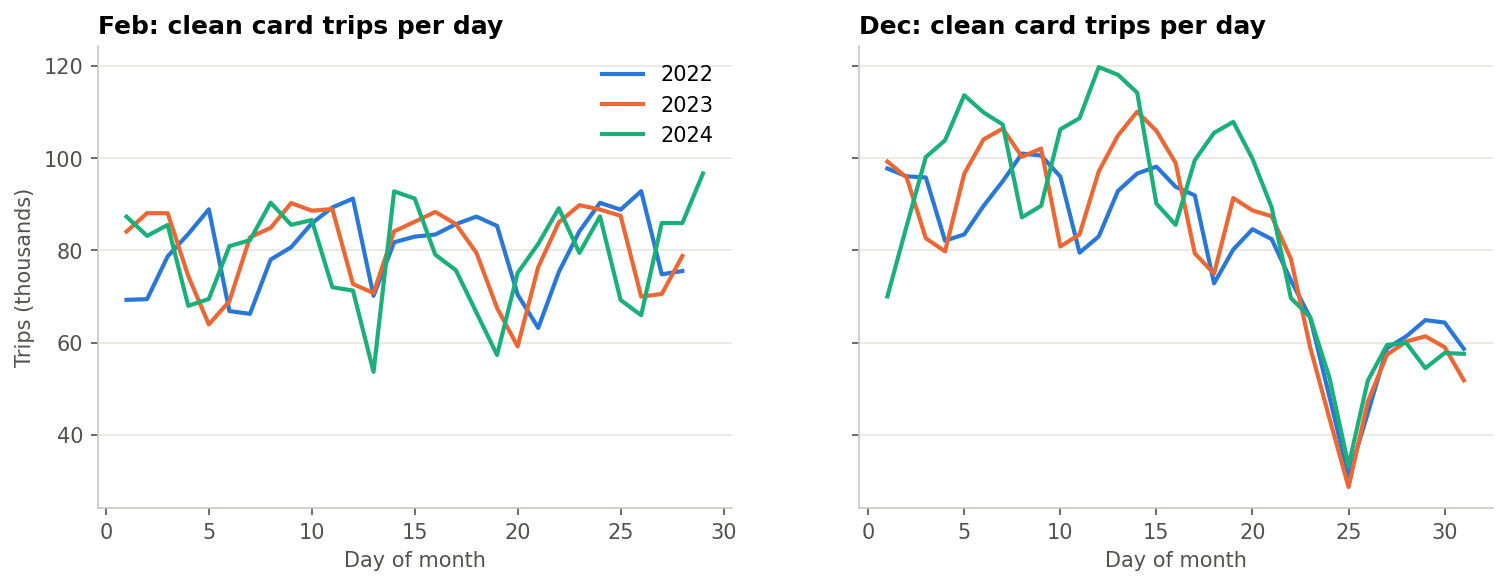 Feb: clean card trips per day
Trips (thousands)
120
100
80
60
40
2022
2023
2024
0 5 10 15 20 25 30
Day of month
Dec: clean card trips per day
0 5 10 15 20 25 30
Day of month